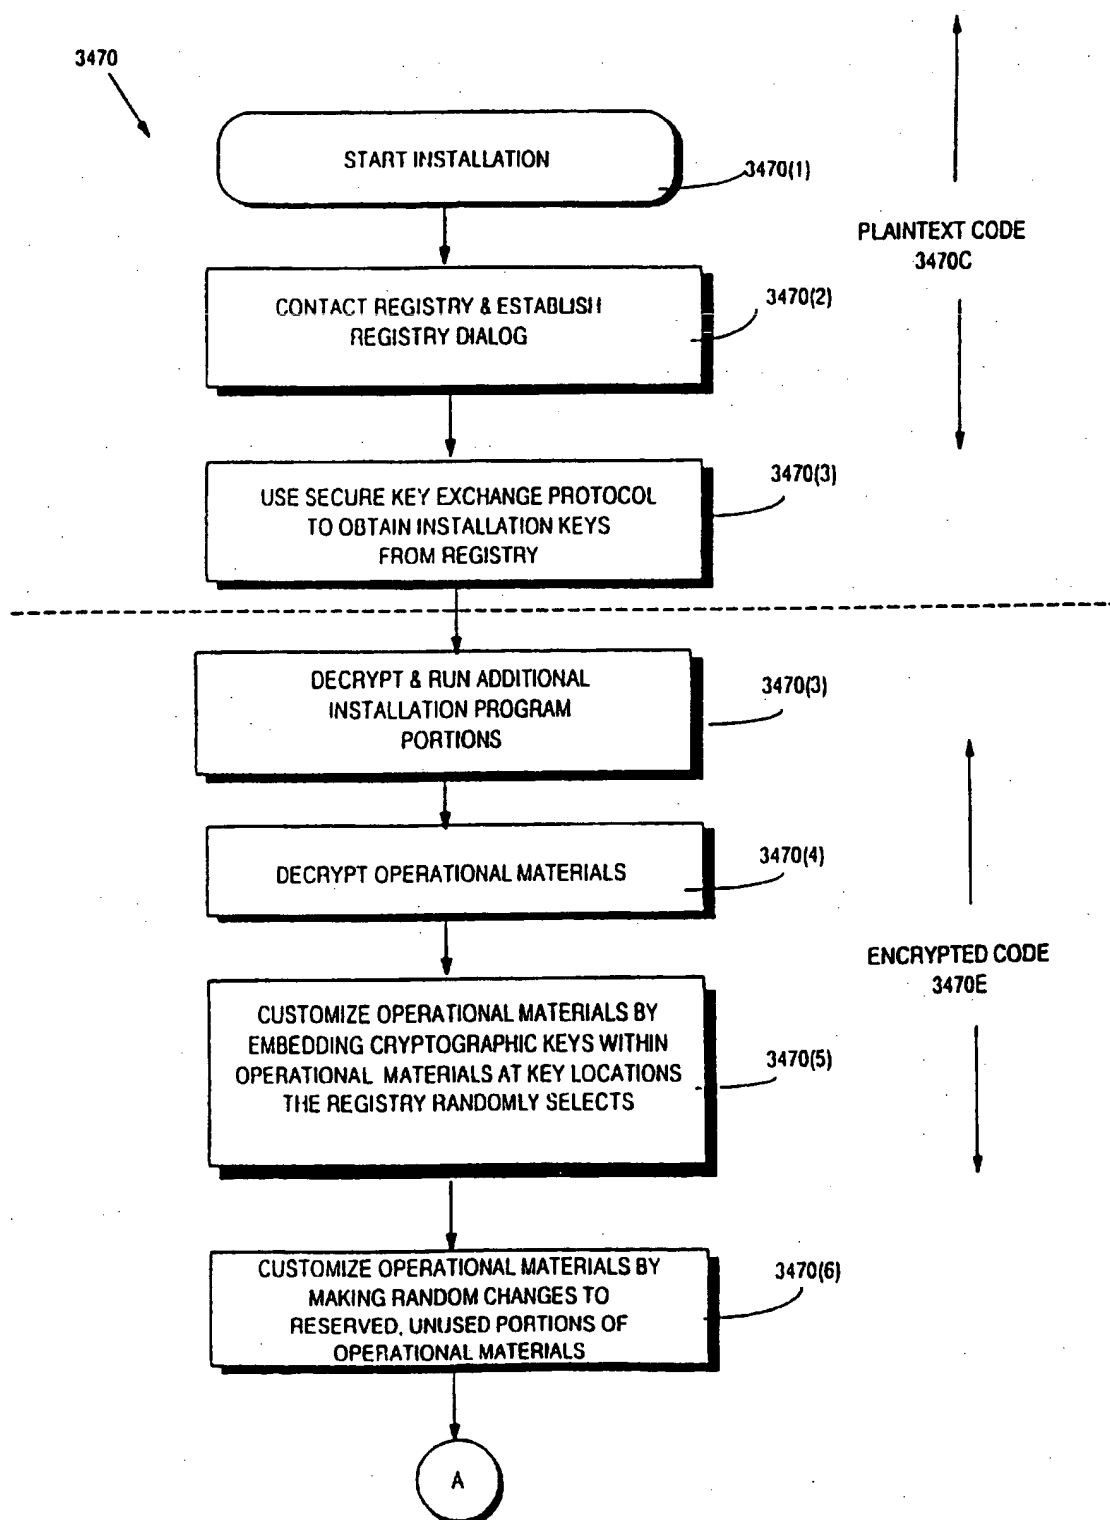 3470
START INSTALLATION
3470(1)
PLAINTEXT CODE
3470C
CONTACT REGISTRY & ESTABLISH
REGISTRY DIALOG
3470(2)
USE SECURE KEY EXCHANGE PROTOCOL
TO OBTAIN INSTALLATION KEYS
FROM REGISTRY
3470(3)
DECRYPT & RUN ADDITIONAL
INSTALLATION PROGRAM
PORTIONS
3470(3)
DECRYPT OPERATIONAL MATERIALS
3470(4)
ENCRYPTED CODE
3470E
CUSTOMIZE OPERATIONAL MATERIALS BY
EMBEDDING CRYPTOGRAPHIC KEYS WITHIN
OPERATIONAL MATERIALS AT KEY LOCATIONS
THE REGISTRY RANDOMLY SELECTS
3470(5)
CUSTOMIZE OPERATIONAL MATERIALS BY
MAKING RANDOM CHANGES TO
RESERVED, UNUSED PORTIONS OF
OPERATIONAL MATERIALS
3470(6)
A